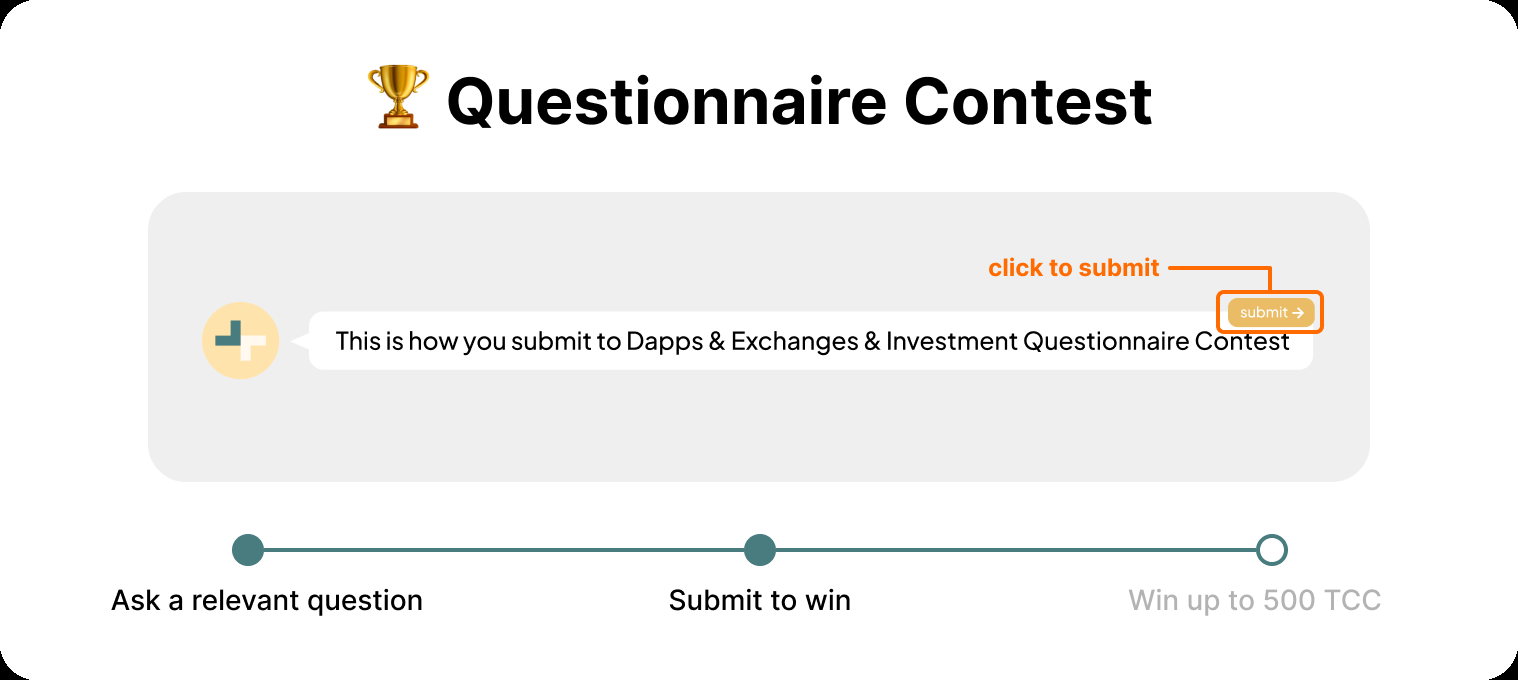 Questionnaire Contest
click to submit
submit →
This is how you submit to Dapps & Exchanges & Investment Questionnaire Contest
Ask a relevant question
Submit to win
Win up to 500 TCC